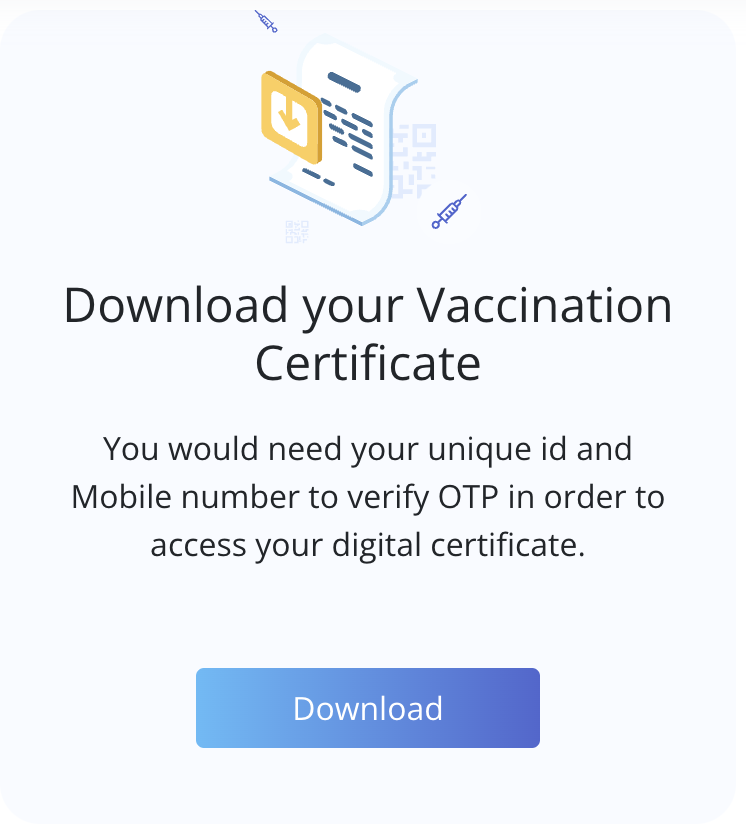 Download your Vaccination
Certificate
You would need your unique id and
Mobile number to verify OTP in order to
access your digital certificate.
Download